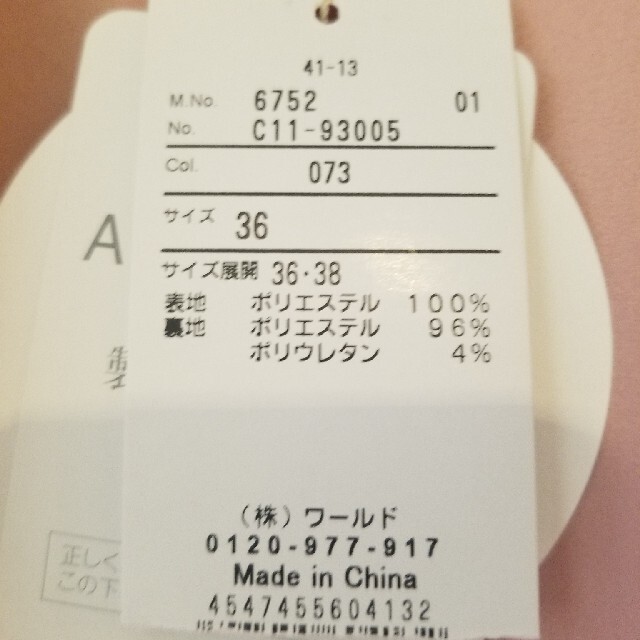 41-13
M.No. 6752 01
No. C11-93005
Col. 073
サイズ 36
サイズ展開 36・38
表地 ポリエステル 100%
裏地 ポリエステル 96%
ポリウレタン 4%
(株)ワールド
0120-977-917
Made in China
4547455604132
A
正しく
この下